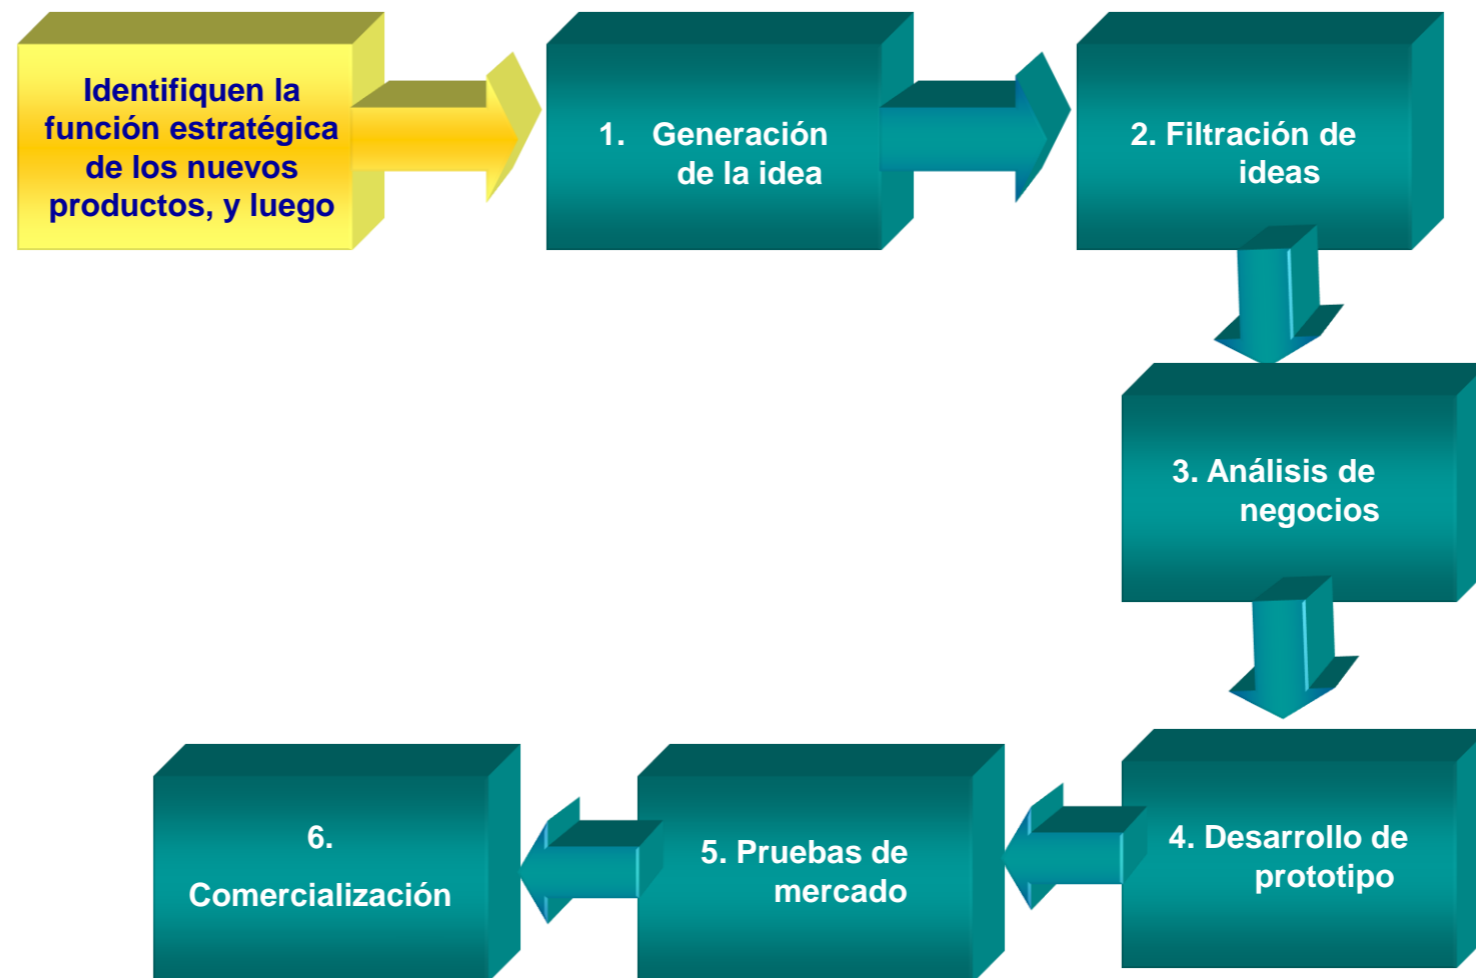 Identifiquen la
función estratégica
de los nuevos
productos, y luego
1. Generación
de la idea
2. Filtración de
ideas
3. Análisis de
negocios
4. Desarrollo de
prototipo
5. Pruebas de
mercado
6.
Comercialización